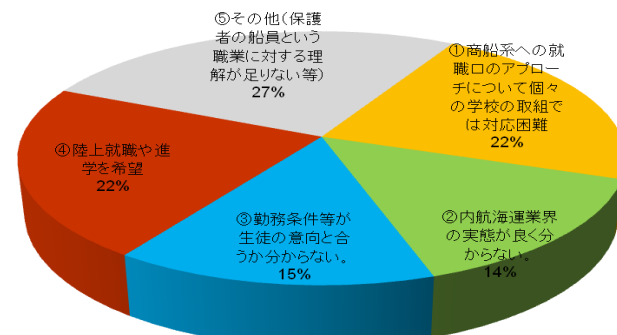 ⑤その他(保護
者の船員という
職業に対する理
解が足りない等)
27%
①商船系への就
職口のアプロー
チについて個々
の学校の取組で
は対応困難
22%
②内航海運業界
の実態が良く分
からない。
14%
③勤務条件等が
生徒の意向と合
うか分からない。
15%
④陸上就職や進
学を希望
22%